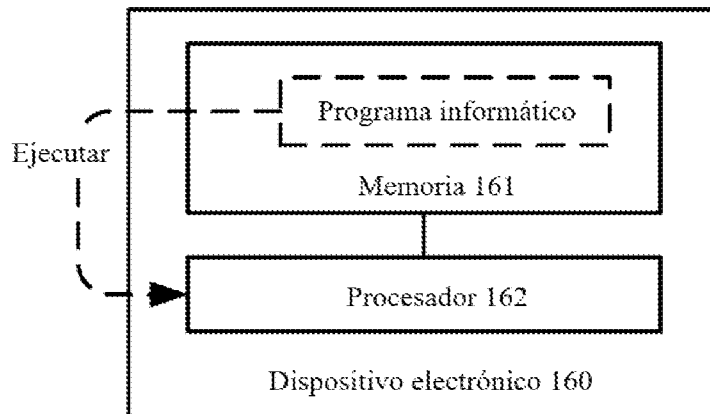 Programa informático
Ejecutar
Memoria 161
Procesador 162
Dispositivo electrónico 160